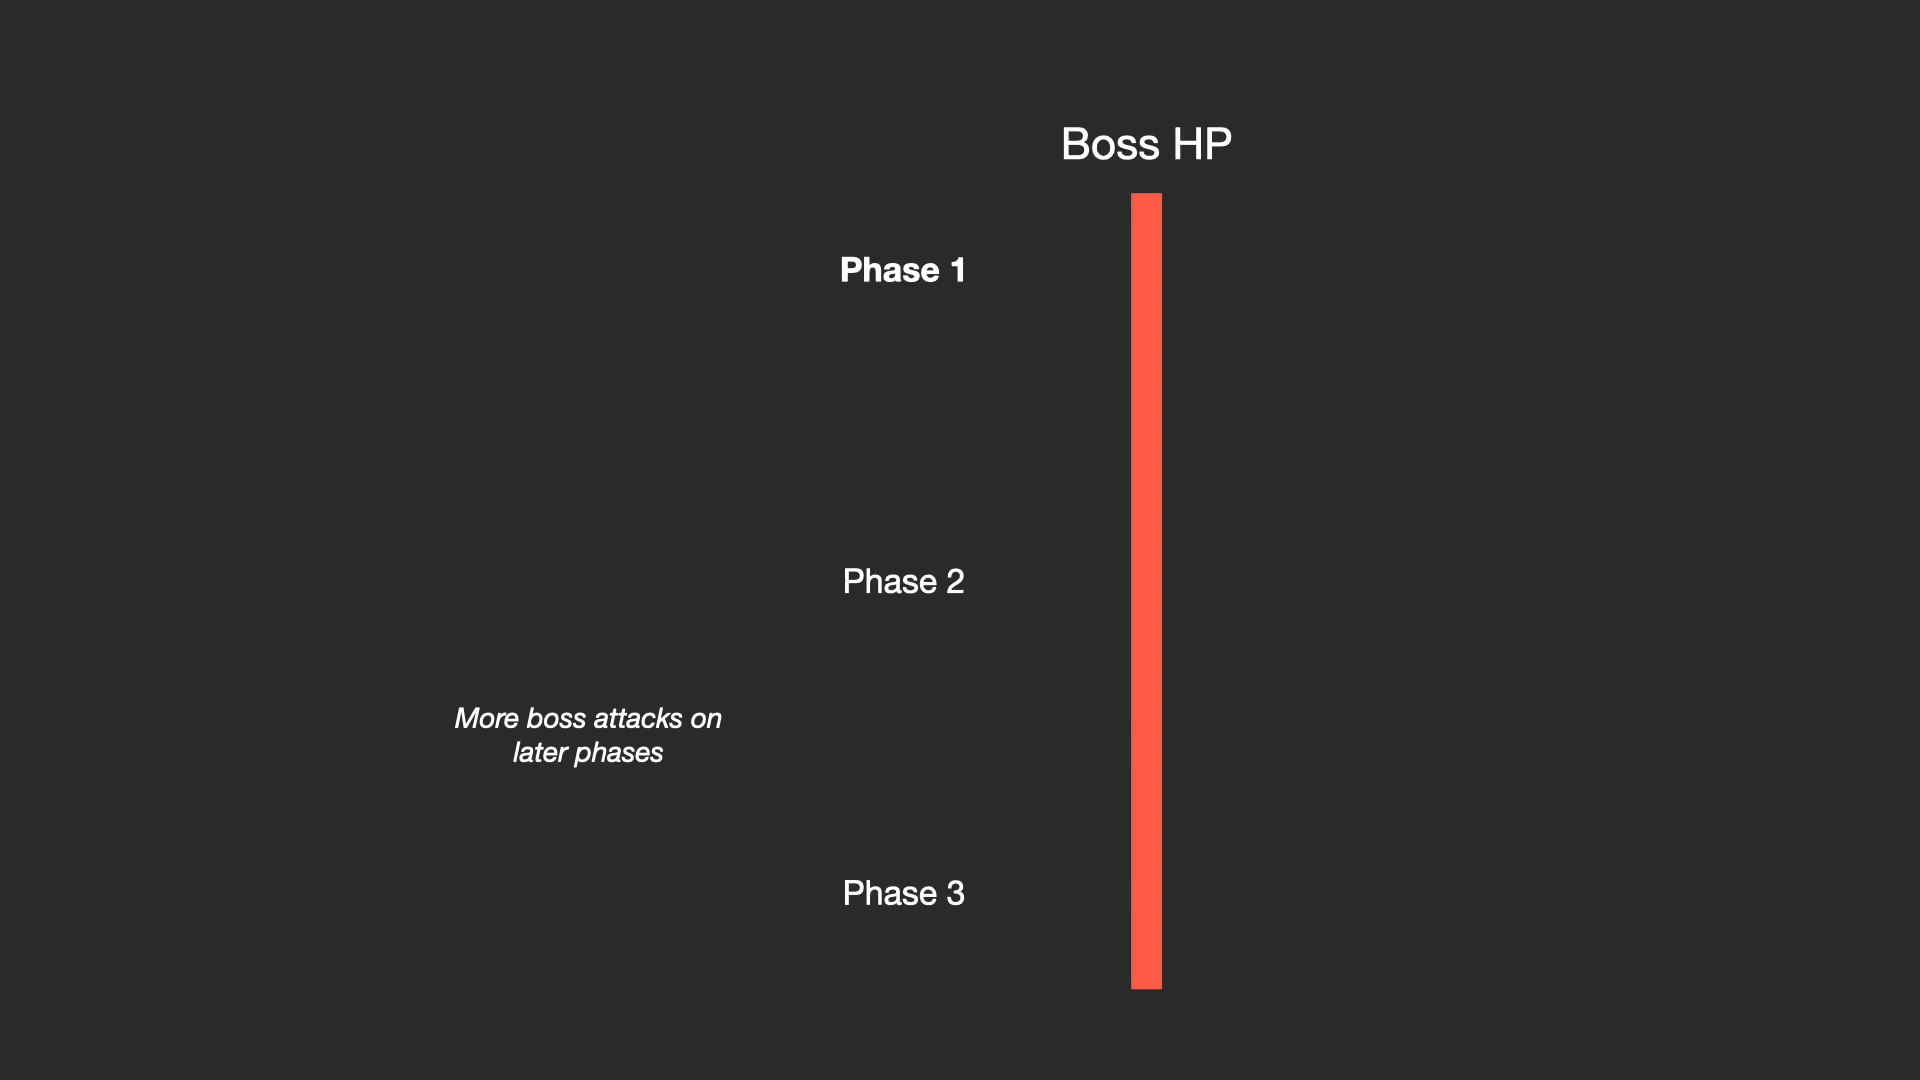 Boss HP
Phase 1
Phase 2
More boss attacks on
later phases
Phase 3